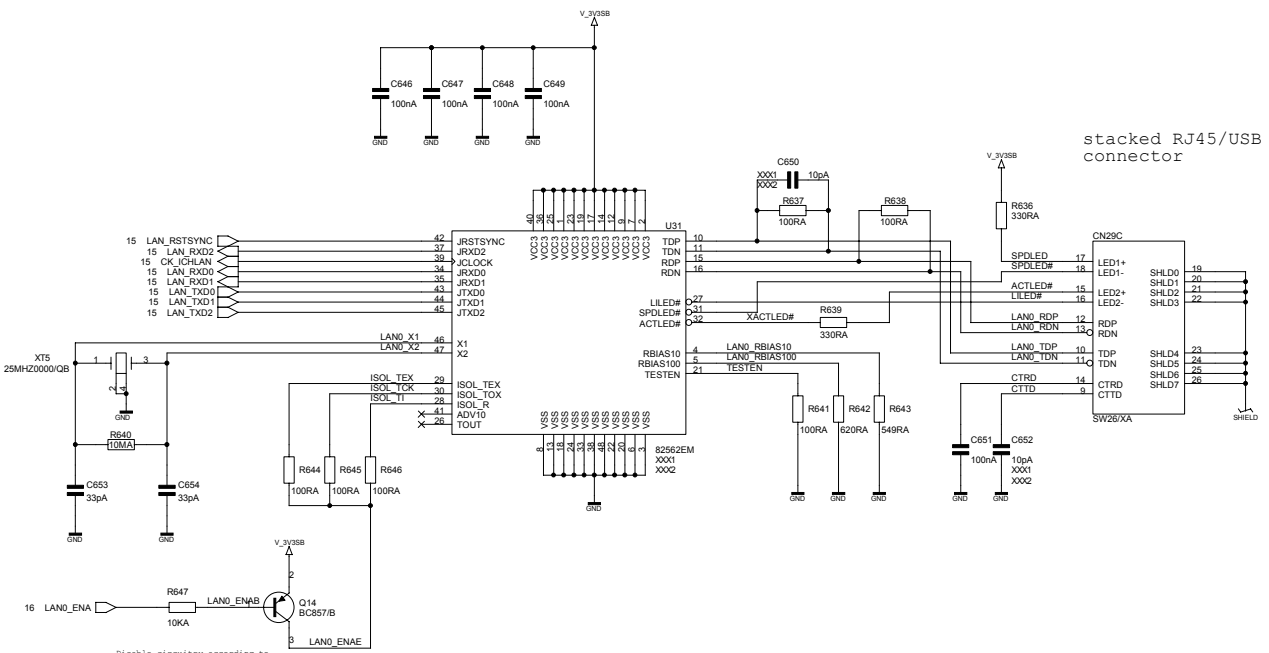 V_3V3SB
C646
100nA
C647
100nA
C648
100nA
C649
100nA
GND
GND
GND
GND
stacked RJ45/USB
connector
V_3V3SB
C650
XXX1
XXX2
10pA
R637
100RA
R638
100RA
R636
330RA
CN29C
U31
40 36 25 1 23 19 17 14 12 9 7 2
VCC3 VCC3 VCC3 VCC3 VCC3 VCC3 VCC3 VCC3 VCC3 VCC3 VCC3 VCC3
15 LAN_RSTSYNC 42 JRSTSYNC
15 LAN_RXD2 37 JRXD2
15 CK_ICHLAN 39 JCLOCK
15 LAN_RXD0 34 JRXD0
15 LAN_RXD1 35 JRXD1
15 LAN_TXD0 43 JTXD0
15 LAN_TXD1 44 JTXD1
15 LAN_TXD2 45 JTXD2
TDP 10
TDN 11
RDP 15
RDN 16
LILED# 27
SPDLED# 31
ACTLED# 32
XACTLED#
R639
330RA
SPDLED 17 LED1+
SPDLED# 18 LED1-
ACTLED# 15 LED2+
LILED# 16 LED2-
LAN0_RDP 12 RDP
LAN0_RDN 13 RDN
LAN0_TDP 10 TDP
LAN0_TDN 11 TDN
CTRD 14 CTRD
CTTD 9 CTTD
SHLD0 19
SHLD1 20
SHLD2 21
SHLD3 22
SHLD4 23
SHLD5 24
SHLD6 25
SHLD7 26
SW26/XA
SHIELD
LAN0_X1 46 X1
LAN0_X2 47 X2
XT5
25MHZ0000/QB
1
3
2
4
GND
R640
10MA
C653
33pA
C654
33pA
GND
GND
ISOL_TEX 29 ISOL_TEX
ISOL_TCK 30 ISOL_TOX
ISOL_TI 28 ISOL_R
41 ADV10
26 TOUT
RBIAS10 4 LAN0_RBIAS10
RBIAS100 5 LAN0_RBIAS100
TESTEN 21 TESTEN
VSS VSS VSS VSS VSS VSS VSS VSS VSS VSS VSS
8 13 18 24 33 38 48 22 20 6 3
GND
82562EM
XXX1
XXX2
R644
100RA
R645
100RA
R646
100RA
R641
100RA
R642
620RA
R643
549RA
GND
GND
GND
C651
100nA
C652
10pA
XXX1
XXX2
GND
GND
V_3V3SB
2
16 LAN0_ENA
R647
10KA
LAN0_ENAB
1
Q14
BC857/B
3
LAN0_ENAE